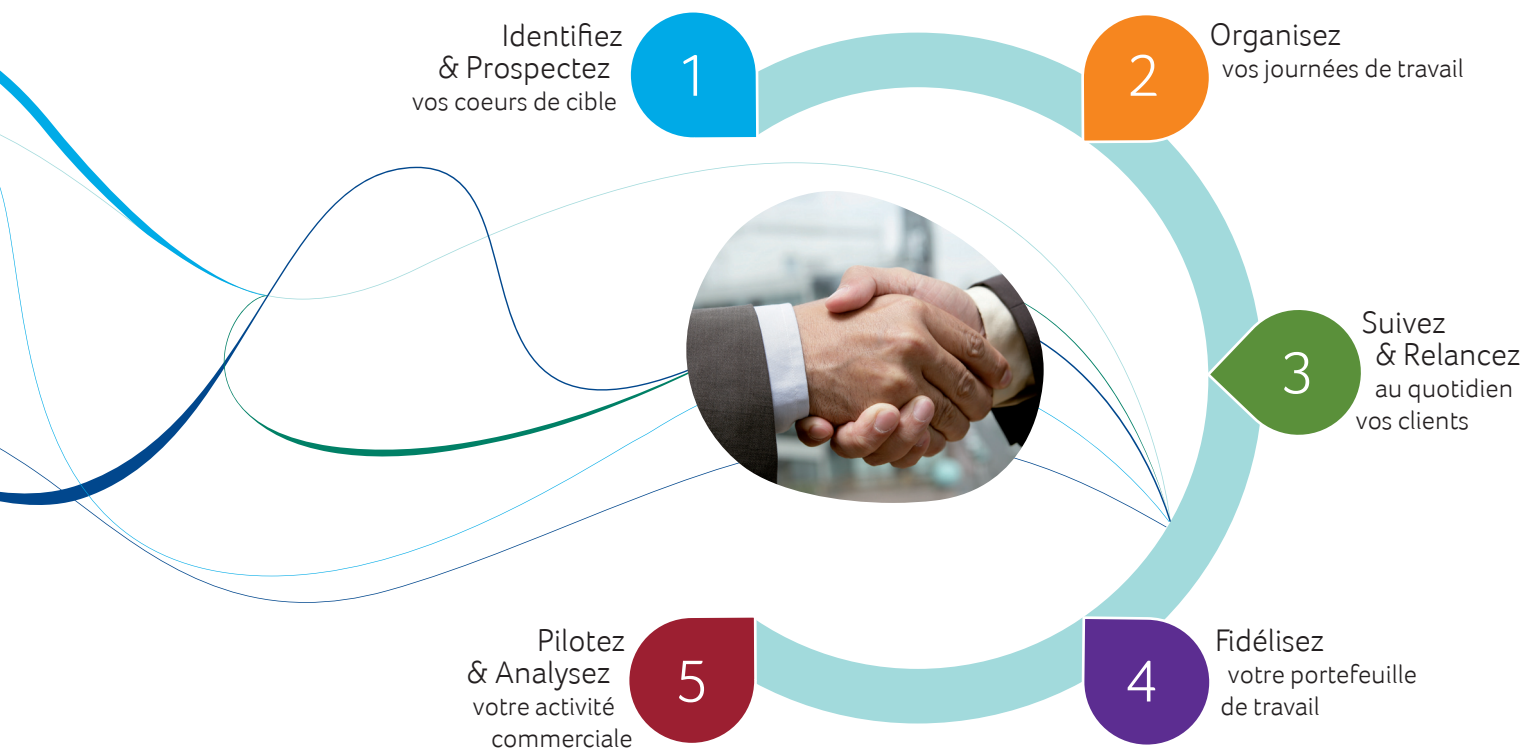 1
Identifiez
& Prospectez
vos coeurs de cible
2
Organisez
vos journées de travail
3
Suivez
& Relancez
au quotidien
vos clients
4
Fidélisez
votre portefeuille
de travail
5
Pilotez
& Analysez
votre activité
commerciale